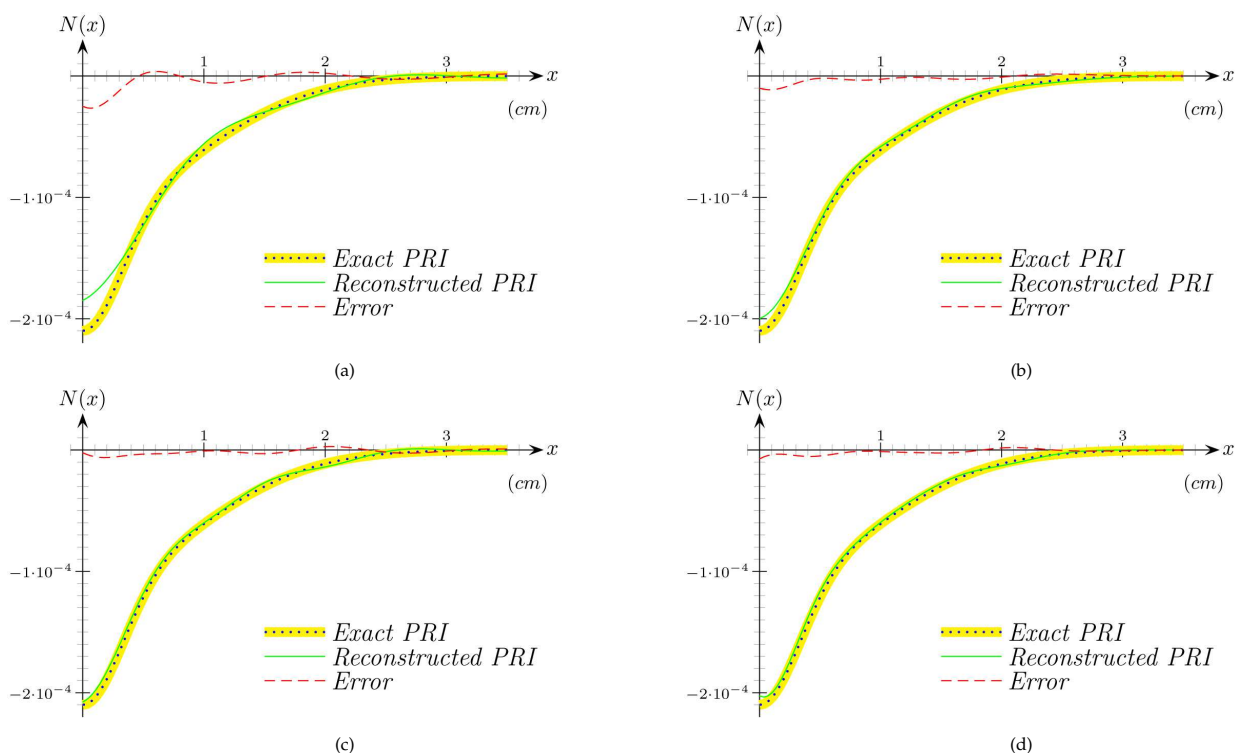 N(x)
1 2 3
x
(cm)
−1·10⁻⁴
−2·10⁻⁴
Exact PRI
Reconstructed PRI
Error
(a)
N(x)
1 2 3
x
(cm)
−1·10⁻⁴
−2·10⁻⁴
Exact PRI
Reconstructed PRI
Error
(b)
N(x)
1 2 3
x
(cm)
−1·10⁻⁴
−2·10⁻⁴
Exact PRI
Reconstructed PRI
Error
(c)
N(x)
1 2 3
x
(cm)
−1·10⁻⁴
−2·10⁻⁴
Exact PRI
Reconstructed PRI
Error
(d)